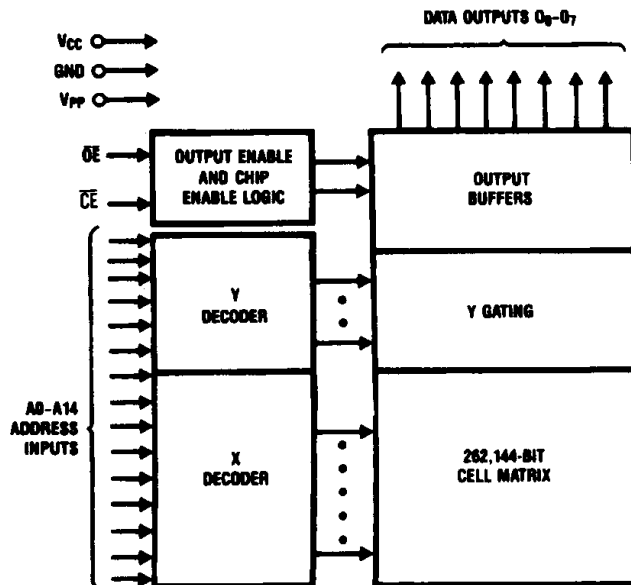 DATA OUTPUTS O0-O7
VCC
GND
VPP
OE
CE
OUTPUT ENABLE
AND CHIP
ENABLE LOGIC
OUTPUT
BUFFERS
Y
DECODER
Y GATING
A0-A14
ADDRESS
INPUTS
X
DECODER
262,144-BIT
CELL MATRIX